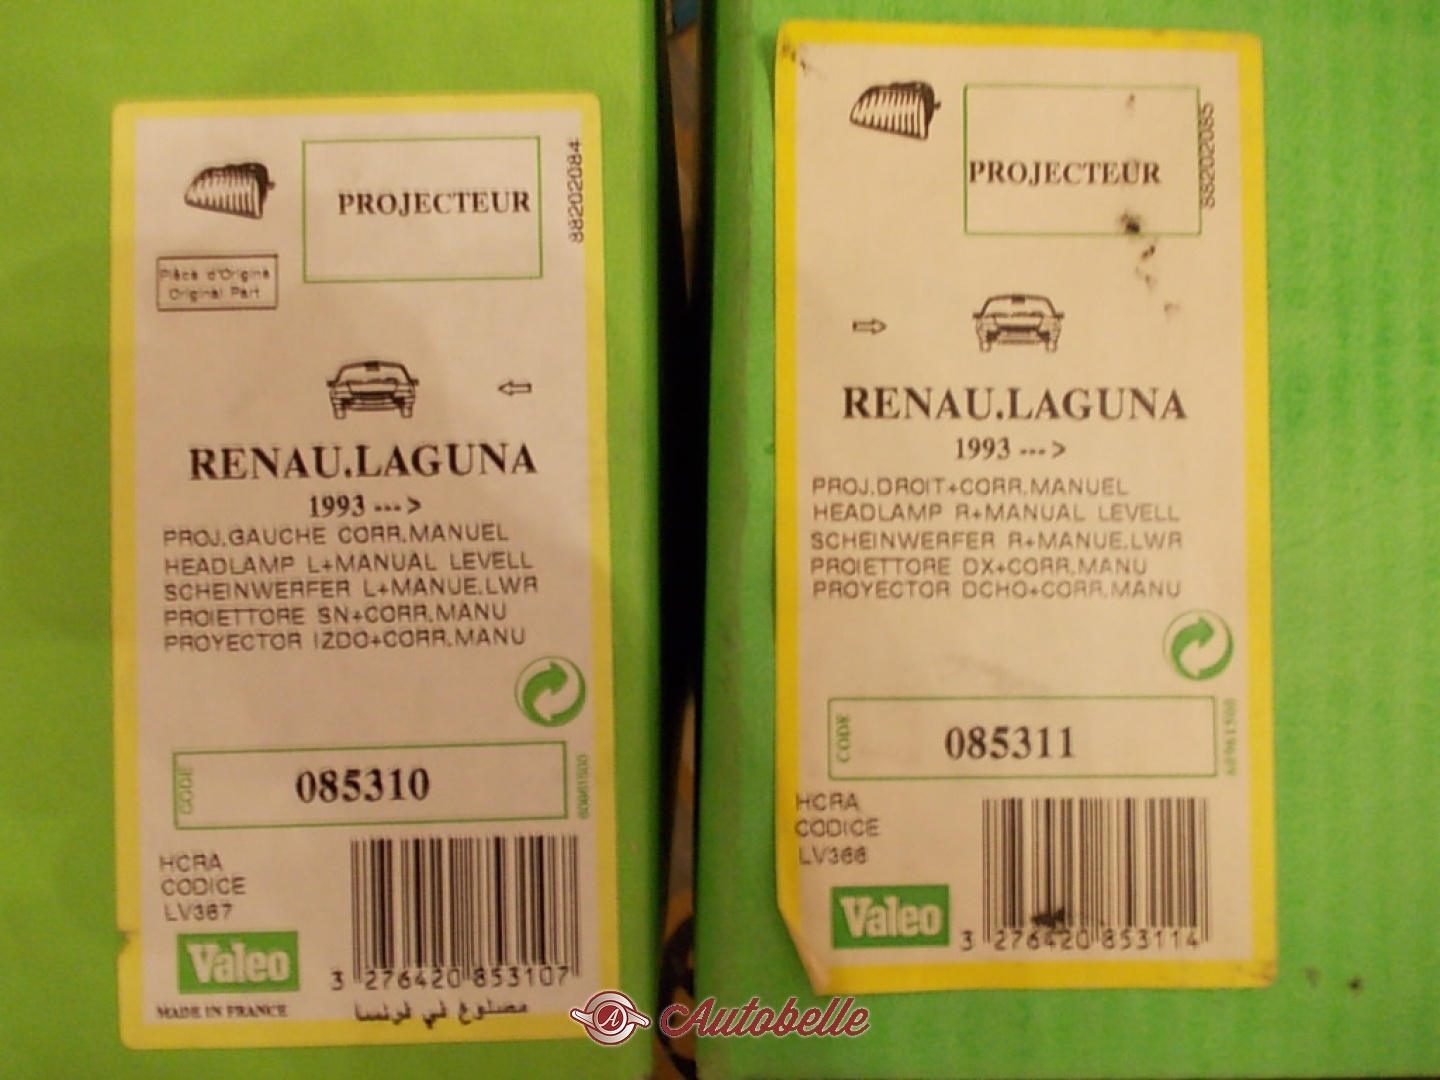 PROJECTEUR
88202084
Pièce d'Origine
Original Part
RENAU.LAGUNA
1993 --->
PROJ.GAUCHE CORR.MANUEL
HEADLAMP L+MANUAL LEVELL
SCHEINWERFER L+MANUE.LWR
PROIETTORE SN+CORR.MANU
PROYECTOR IZDO+CORR.MANU
CODE
085310
HCRA
CODICE
LV367
Valeo
3 276420 853107
MADE IN FRANCE
مصنوع في فرنسا
PROJECTEUR
88202085
RENAU.LAGUNA
1993 --->
PROJ.DROIT+CORR.MANUEL
HEADLAMP R+MANUAL LEVELL
SCHEINWERFER R+MANUE.LWR
PROIETTORE DX+CORR.MANU
PROYECTOR DCHO+CORR.MANU
CODE
085311
HCRA
CODICE
LV366
Valeo
3 276420 853114
Autobelle